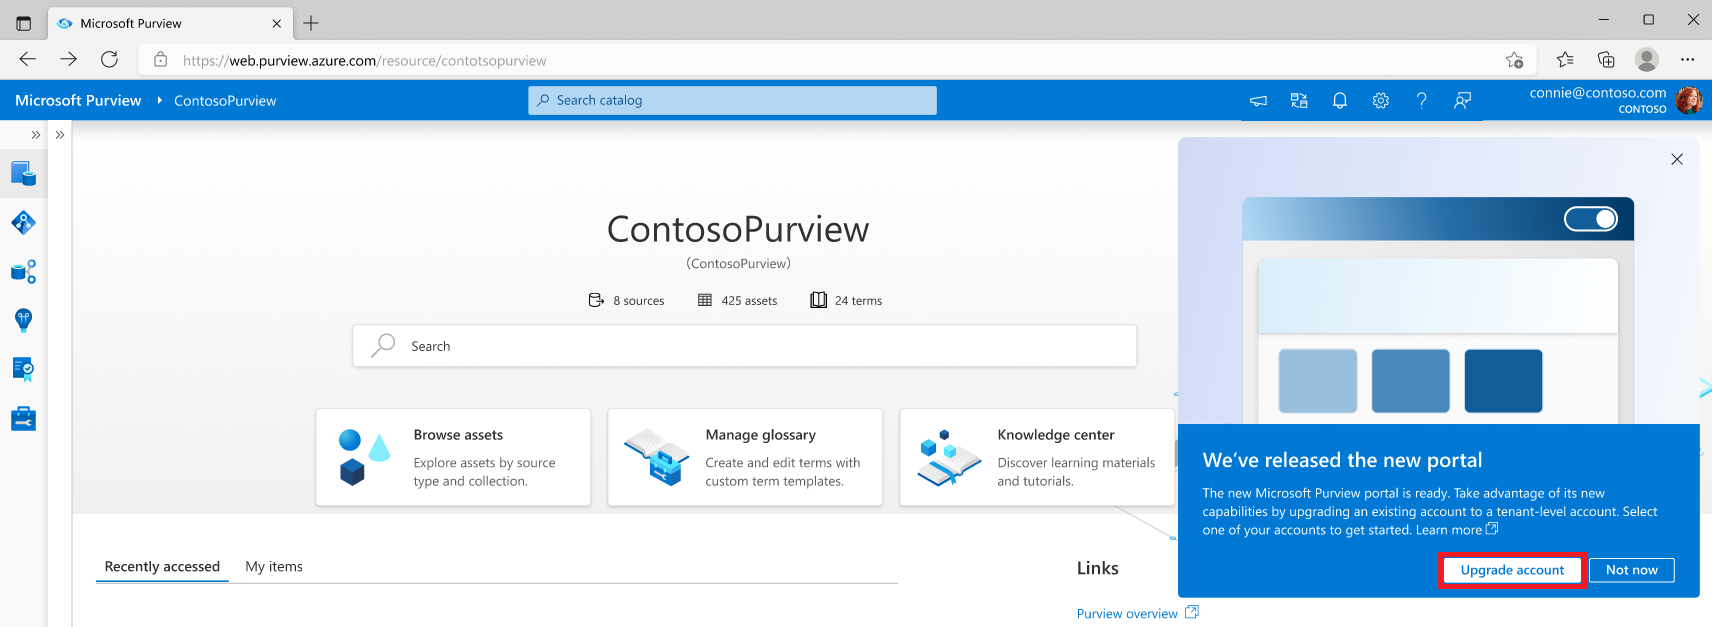 Microsoft Purview
https://web.purview.azure.com/resource/contotsopurview
Microsoft Purview
ContosoPurview
Search catalog
connie@contoso.com
CONTOSO
ContosoPurview
(ContosoPurview)
8 sources
425 assets
24 terms
Search
Browse assets
Explore assets by source
type and collection.
Manage glossary
Create and edit terms with
custom term templates.
Knowledge center
Discover learning materials
and tutorials.
We've released the new portal
The new Microsoft Purview portal is ready. Take advantage of its new
capabilities by upgrading an existing account to a tenant-level account. Select
one of your accounts to get started. Learn more
Upgrade account
Not now
Recently accessed
My items
Links
Purview overview